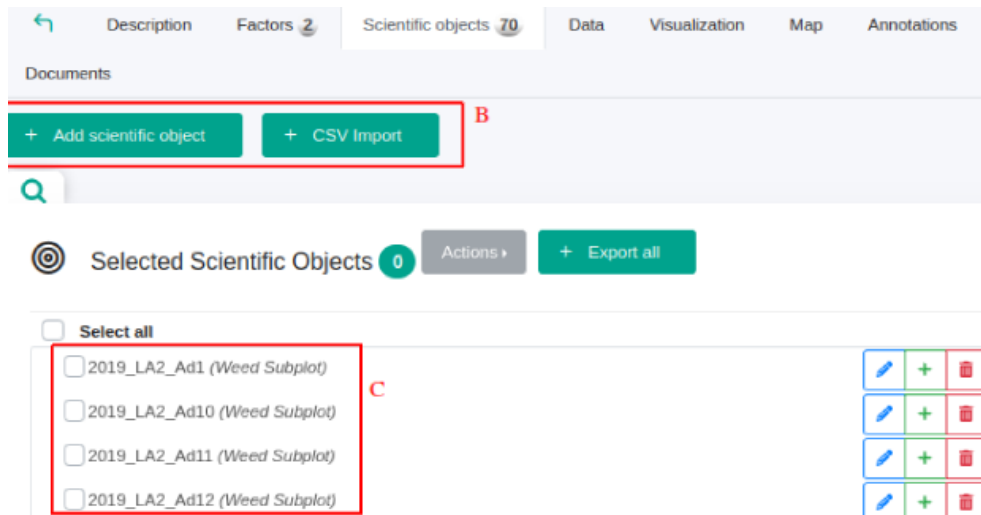 Description Factors 2 Scientific objects 70 Data Visualization Map Annotations
Documents
+ Add scientific object + CSV Import B
Selected Scientific Objects 0 Actions + Export all
Select all
2019_LA2_Ad1 (Weed Subplot)
C
2019_LA2_Ad10 (Weed Subplot)
2019_LA2_Ad11 (Weed Subplot)
2019_LA2_Ad12 (Weed Subplot)